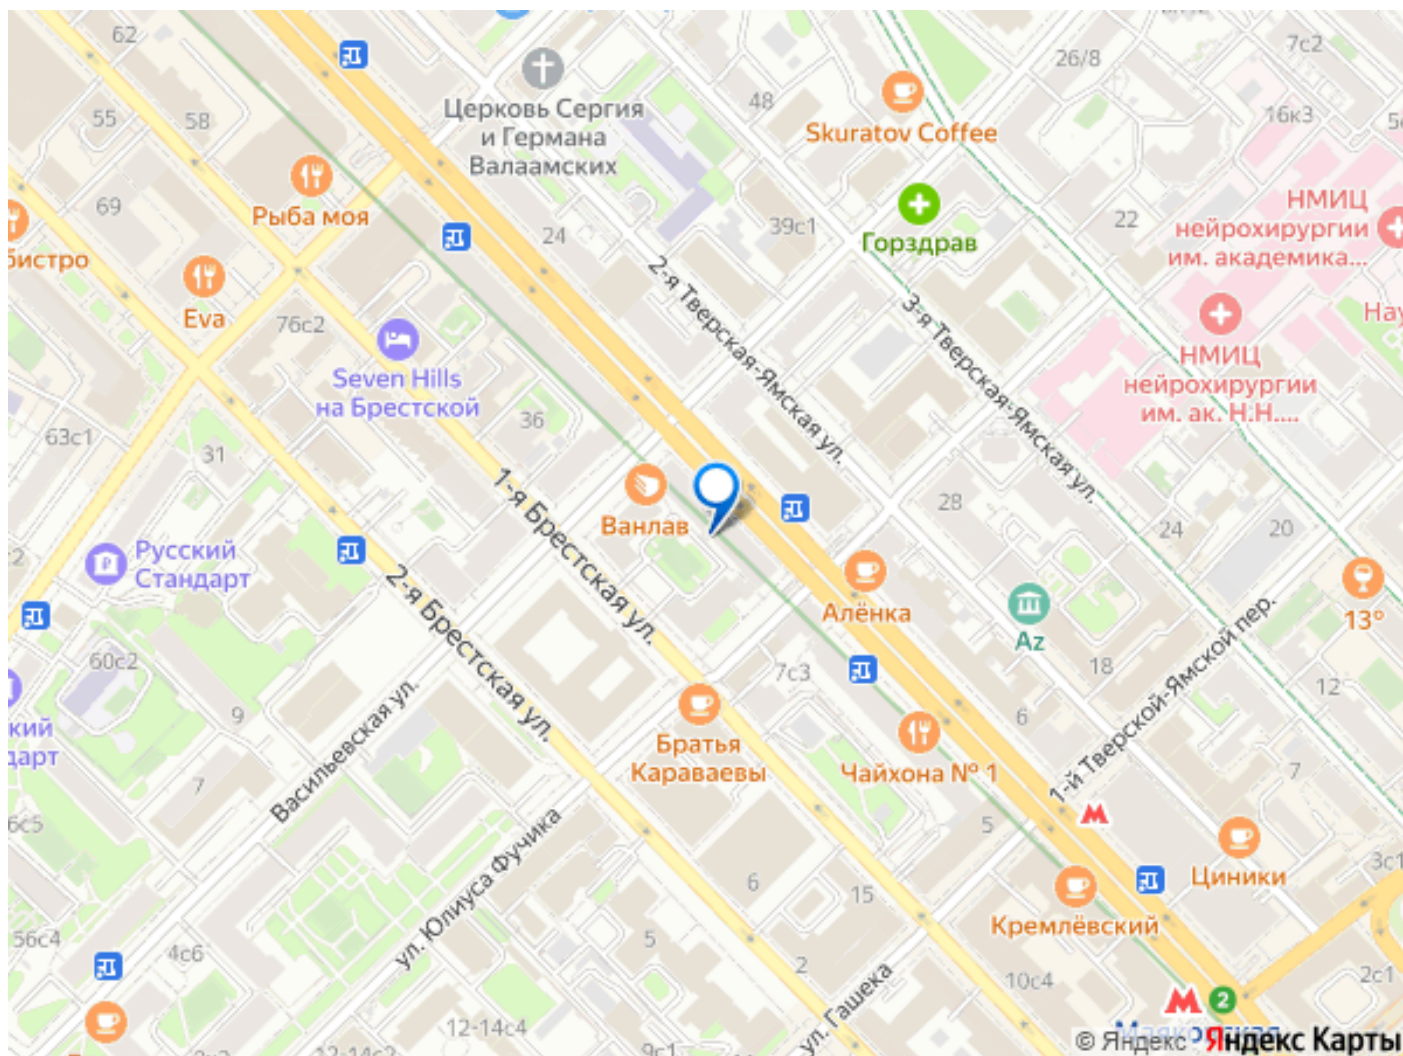 62
7с2
26/8
Церковь Сергия
и Германа
Валаамских
48
Skuratov Coffee
16к3
55
58
Рыба моя
69
24
39с1
Горздрав
22
НМИЦ
нейрохирургии
им. академика...
бистро
Eva
76с2
2-я Тверская-Ямская ул.
3-я Тверская-Ямская ул.
НМИЦ
нейрохирургии
им. ак. Н.Н....
Seven Hills
на Брестской
36
63с1
31
1-я Брестская ул.
Ванлав
28
24
20
Русский
Стандарт
2
2-я Брестская ул.
Алёнка
Az
13°
1-й Тверской-Ямской пер.
60с2
7с3
18
12
9
Васильевская ул.
6
Братья
Караваевы
Чайхона № 1
7
7
5
ул. Юлиуса Фучика
6
15
Циники
3с1
Кремлёвский
56с4
4с6
5
2
10с4
2с1
ул. Гашека
2
12-14с4
Маяковская
9с1
© Яндекс Яндекс Карты